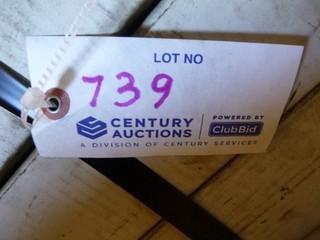 LOT NO
739
CENTURY AUCTIONS
POWERED BY
ClubBid
A DIVISION OF CENTURY SERVICES